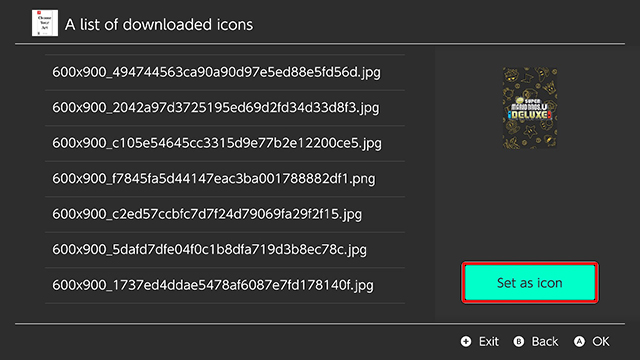 A list of downloaded icons
600x900_494744563ca90a90d97e5ed88e5fd56d.jpg
600x900_2042a97d3725195ed69d2fd34d33d8f3.jpg
600x900_c105e54645cc3315d9e77b2e12200ce5.jpg
600x900_f7845fa5d44147eac3ba001788882df1.png
600x900_c2ed57ccbfc7d7f24d79069fa29f2f15.jpg
600x900_5dafd7dfe04f0c1b8dfa719d3b8ec78c.jpg
600x900_1737ed4ddae5478af6087e7fd178140f.jpg
SUPER
MARIO BROS. U
DELUXE
Set as icon
Exit
B Back
A OK